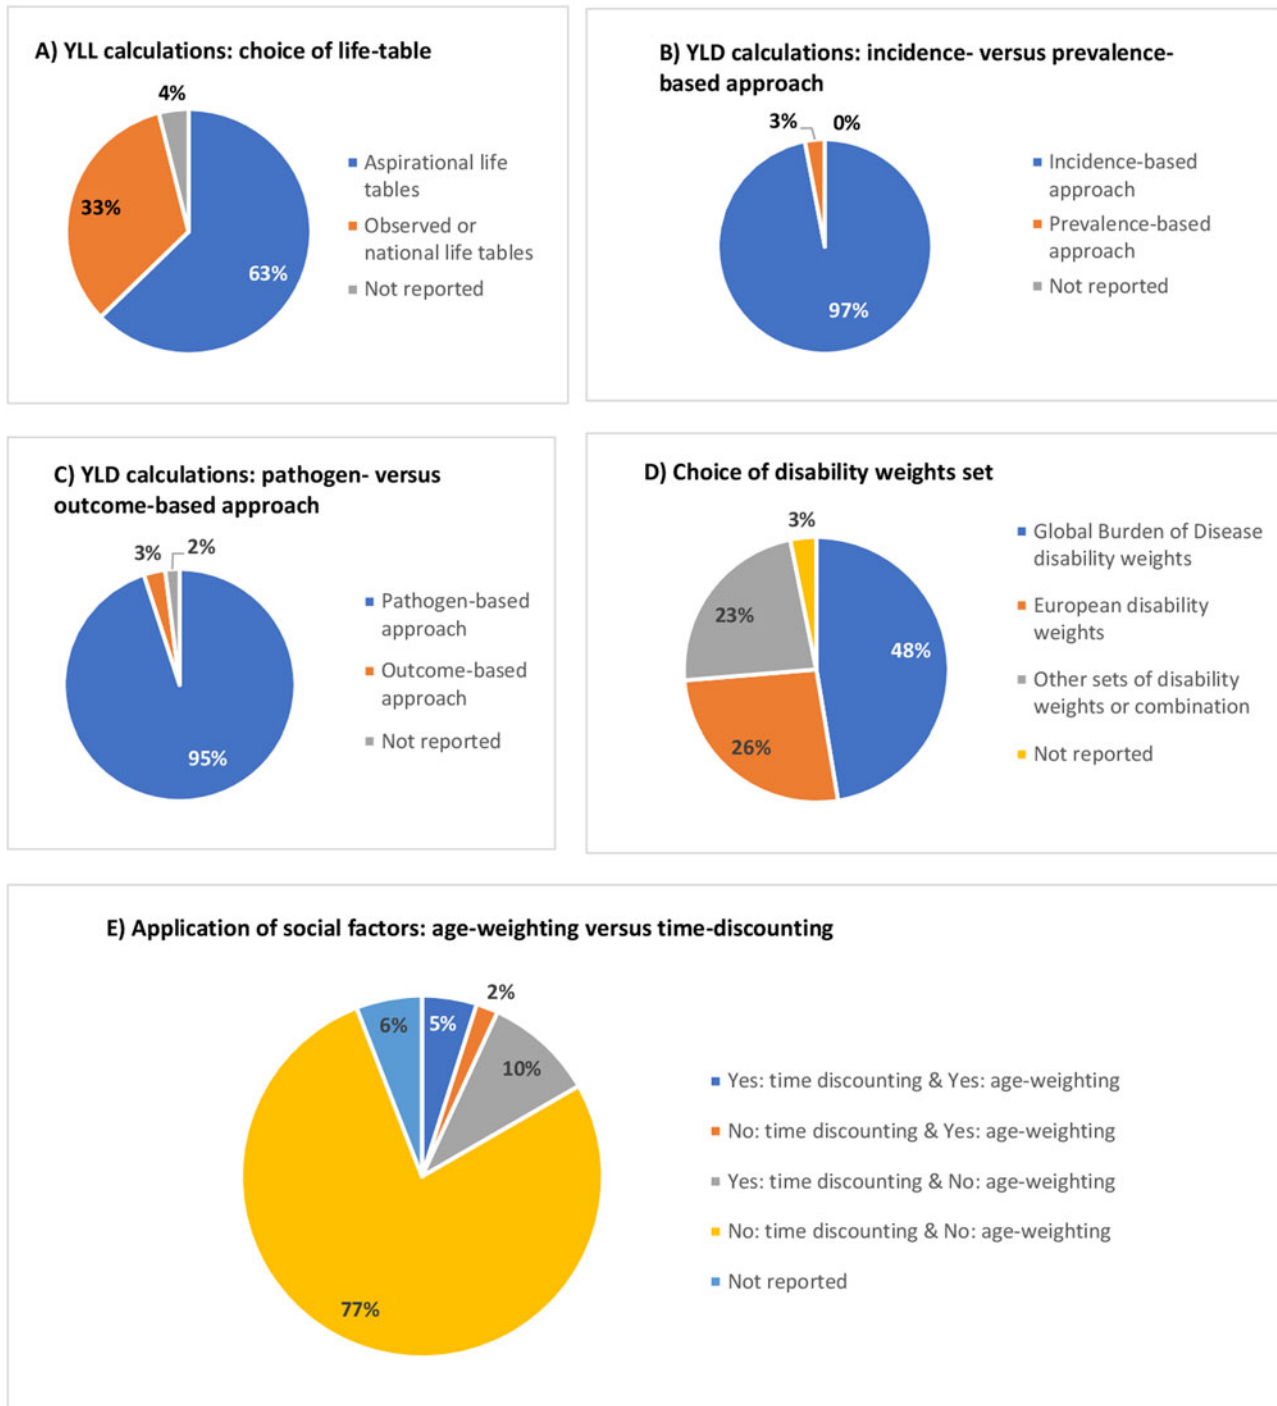 A) YLL calculations: choice of life-table
4%
33%
63%
Aspirational life
tables
Observed or
national life tables
Not reported
B) YLD calculations: incidence- versus prevalence-
based approach
3%
0%
97%
Incidence-based
approach
Prevalence-based
approach
Not reported
C) YLD calculations: pathogen- versus
outcome-based approach
3%
2%
95%
Pathogen-based
approach
Outcome-based
approach
Not reported
D) Choice of disability weights set
3%
23%
48%
26%
Global Burden of Disease
disability weights
European disability
weights
Other sets of disability
weights or combination
Not reported
E) Application of social factors: age-weighting versus time-discounting
2%
6%
5%
10%
77%
Yes: time discounting & Yes: age-weighting
No: time discounting & Yes: age-weighting
Yes: time discounting & No: age-weighting
No: time discounting & No: age-weighting
Not reported